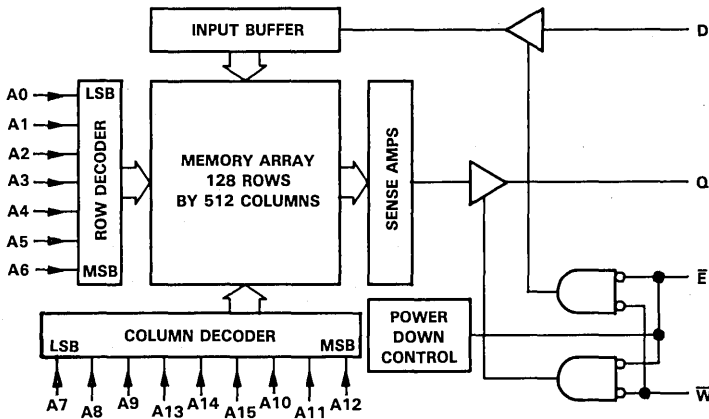 INPUT BUFFER
D
A0
A1
A2
A3
A4
A5
A6
LSB
ROW DECODER
MSB
MEMORY ARRAY
128 ROWS
BY 512 COLUMNS
SENSE AMPS
Q
E̅
W̅
POWER
DOWN
CONTROL
COLUMN DECODER
LSB
MSB
A7
A8
A9
A13
A14
A15
A10
A11
A12